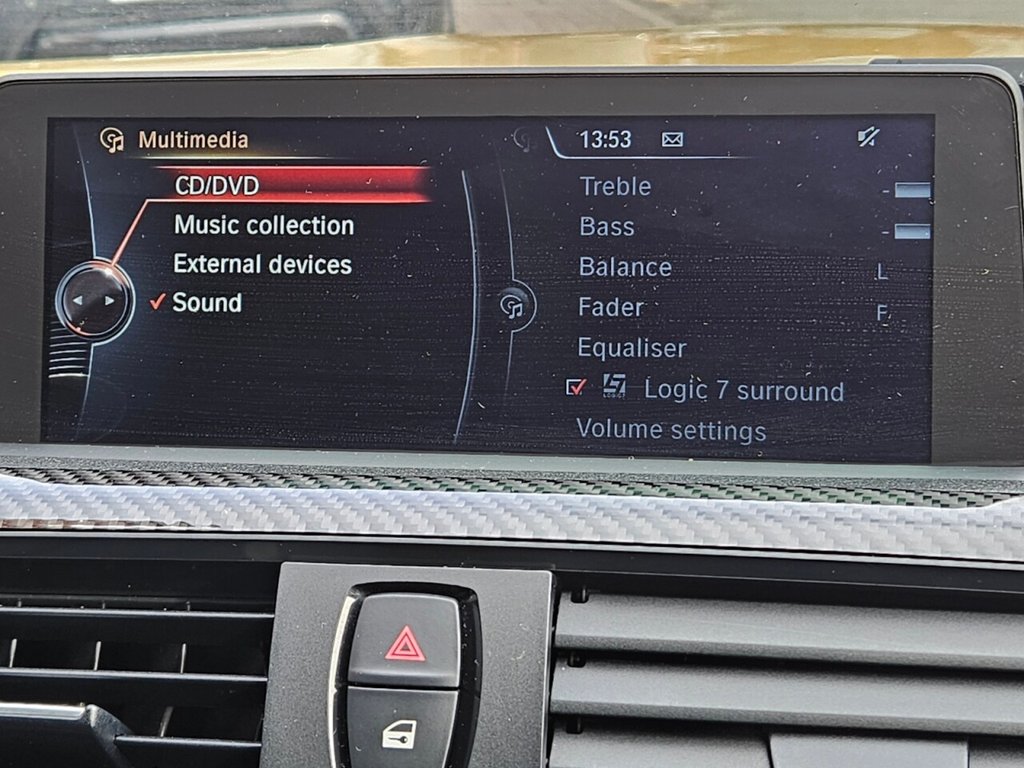 Multimedia
CD/DVD
Music collection
External devices
Sound
13:53
Treble
Bass
Balance L
Fader F
Equaliser
LOGIC7 Logic 7 surround
Volume settings